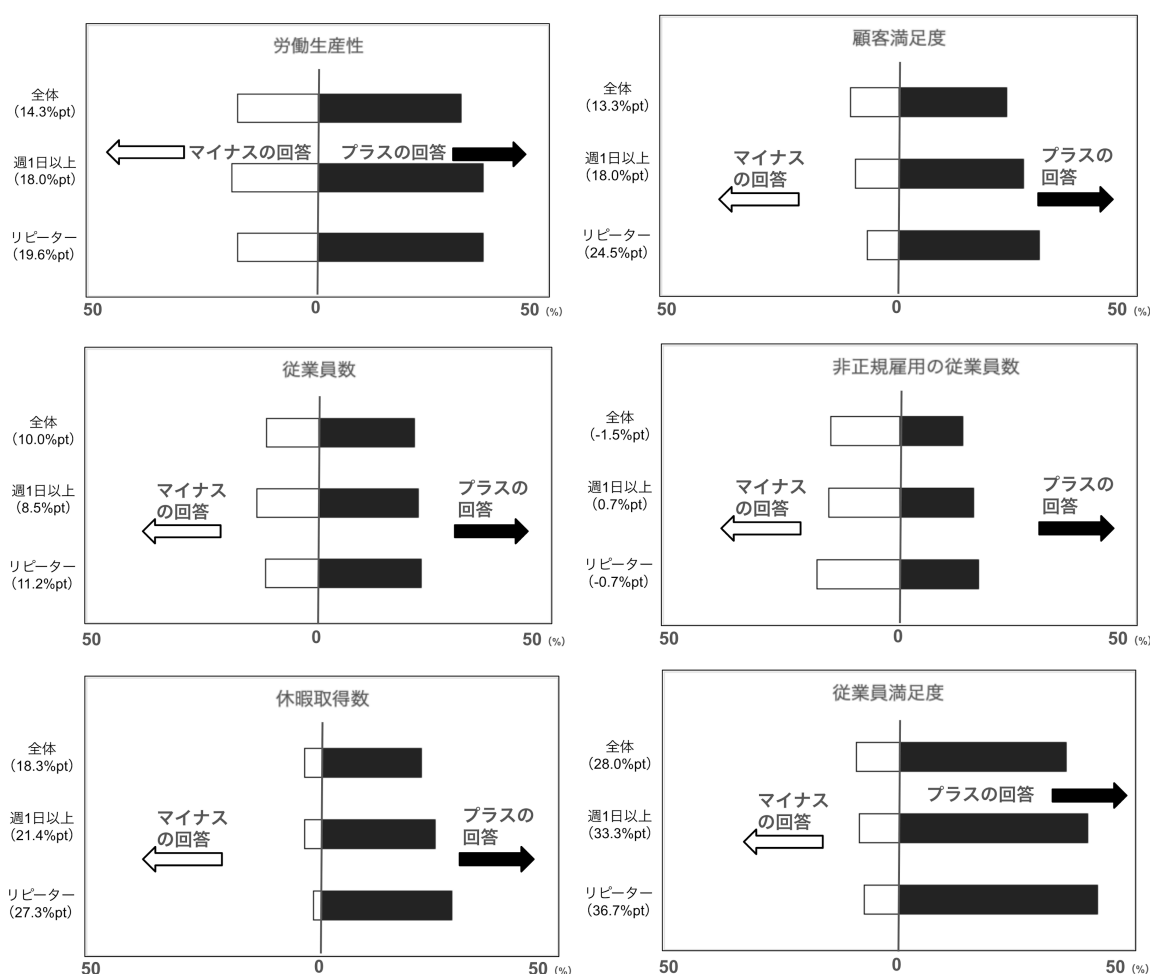 労働生産性
全体
（14.3%pt）
マイナスの回答
プラスの回答
週1日以上
（18.0%pt）
リピーター
（19.6%pt）
50
0
50 (%)
顧客満足度
全体
（13.3%pt）
マイナス
の回答
プラスの
回答
週1日以上
（18.0%pt）
リピーター
（24.5%pt）
50
0
50 (%)
従業員数
全体
（10.0%pt）
マイナス
の回答
プラスの
回答
週1日以上
（8.5%pt）
リピーター
（11.2%pt）
50
0
50 (%)
非正規雇用の従業員数
全体
（-1.5%pt）
マイナス
の回答
プラスの
回答
週1日以上
（0.7%pt）
リピーター
（-0.7%pt）
50
0
50 (%)
休暇取得数
全体
（18.3%pt）
マイナス
の回答
プラスの
回答
週1日以上
（21.4%pt）
リピーター
（27.3%pt）
50
0
50 (%)
従業員満足度
全体
（28.0%pt）
プラスの回答
マイナス
の回答
週1日以上
（33.3%pt）
リピーター
（36.7%pt）
50
0
50 (%)